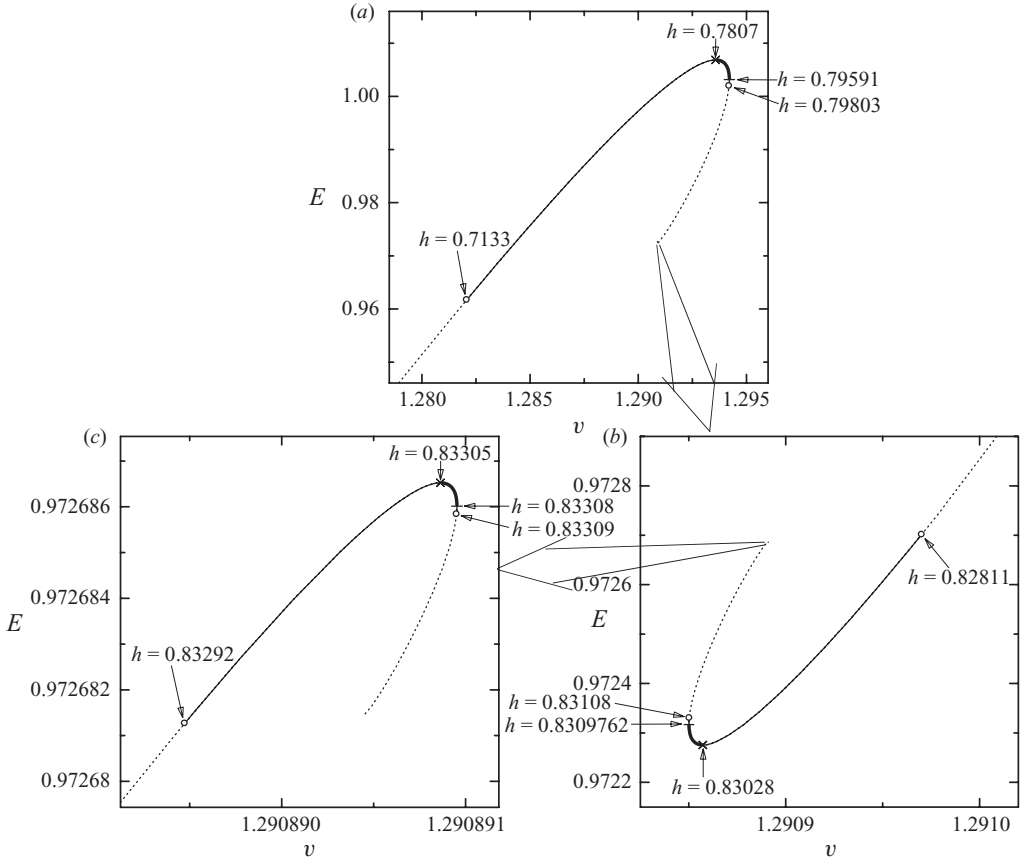 (a)
h = 0.7807
h = 0.79591
h = 0.79803
1.00
0.98
E
h = 0.7133
0.96
1.280
1.285
1.290
1.295
v
(c)
h = 0.83305
0.972686
h = 0.83308
h = 0.83309
0.972684
E
h = 0.83292
0.972682
0.97268
1.290890
1.290891
v
(b)
0.9728
0.9726
h = 0.82811
E
0.9724
h = 0.83108
h = 0.8309762
0.9722
h = 0.83028
1.2909
1.2910
v